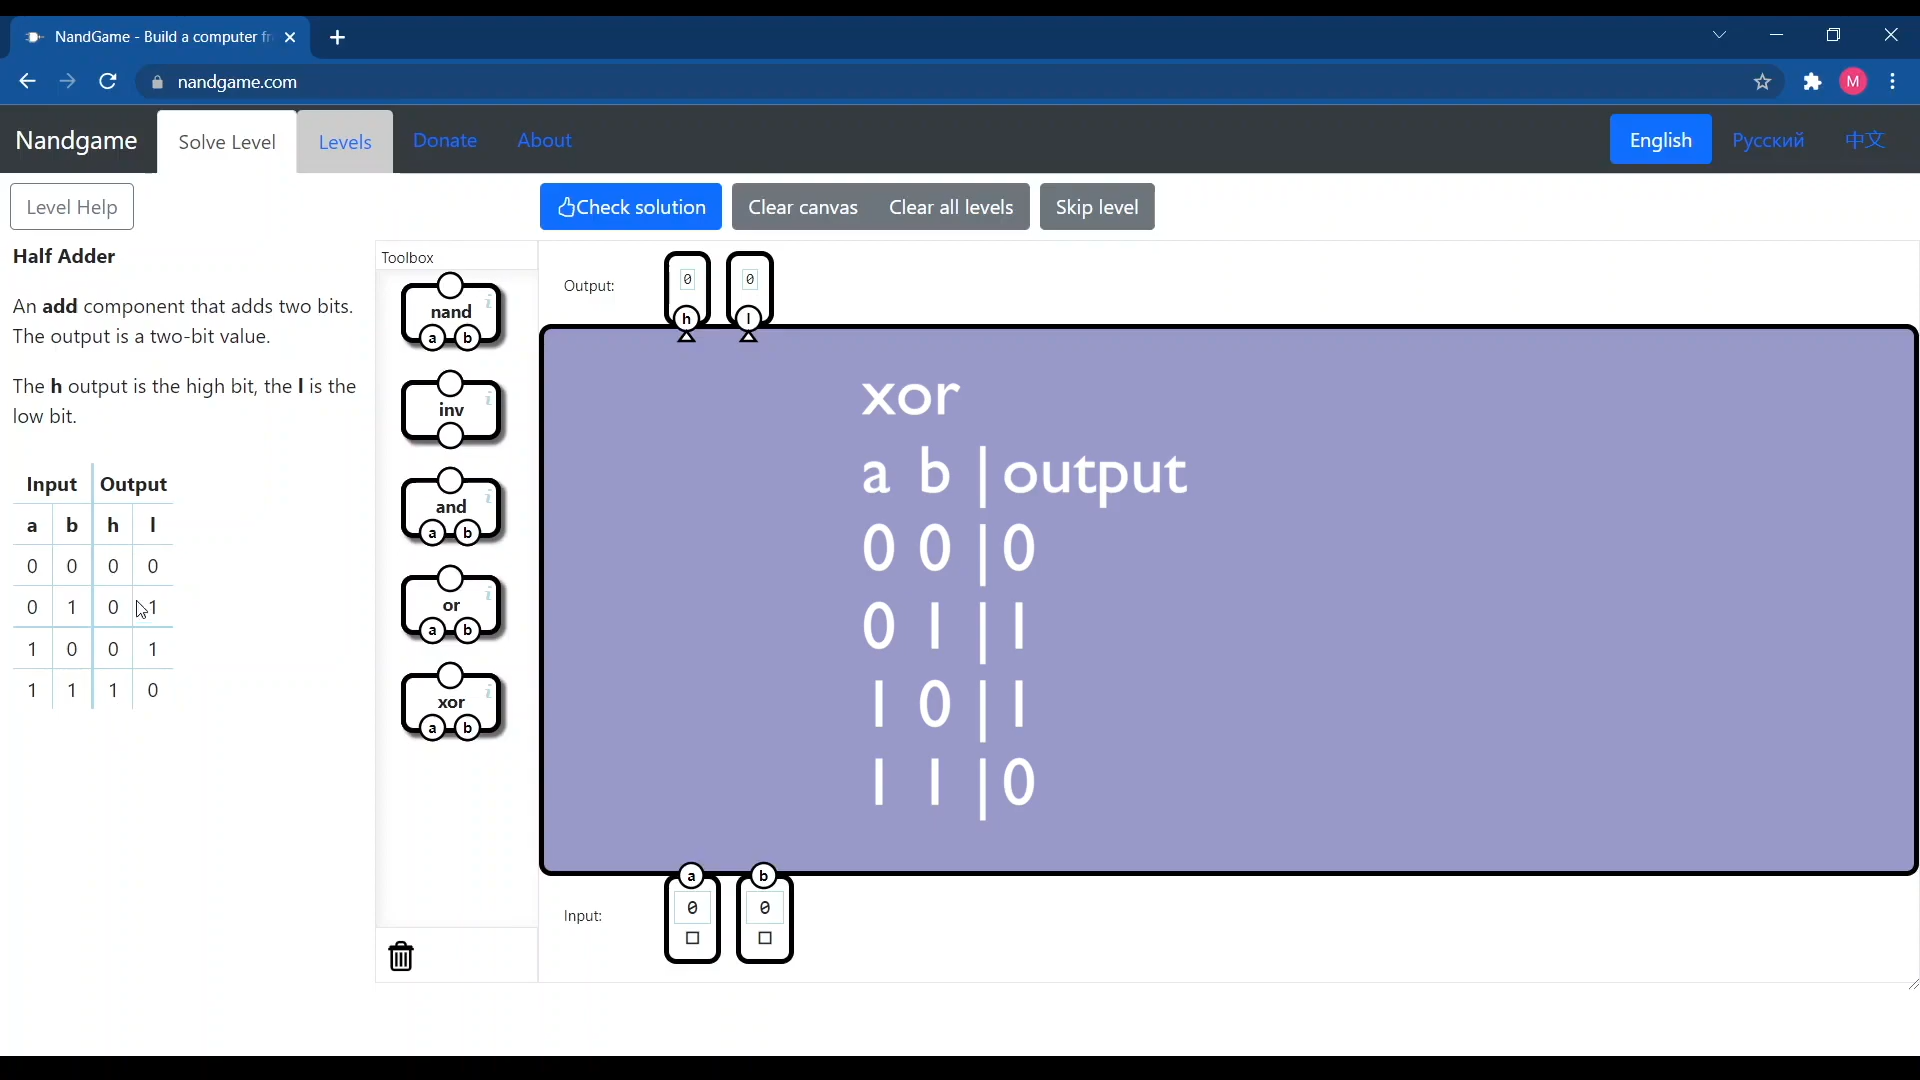 NandGame - Build a computer fr
nandgame.com
M
Nandgame
Solve Level
Levels
Donate
About
English
Русский
中文
Level Help
Check solution
Clear canvas
Clear all levels
Skip level
Half Adder
An add component that adds two bits.
The output is a two-bit value.
The h output is the high bit, the l is the
low bit.
Input Output
a b h l
0 0 0 0
0 1 0 1
1 0 0 1
1 1 1 0
Toolbox
nand
a b
inv
and
a b
or
a b
xor
a b
Output:
0 0
h l
xor
a b | output
0 0 | 0
0 1 | 1
1 0 | 1
1 1 | 0
a b
Input:
0 0